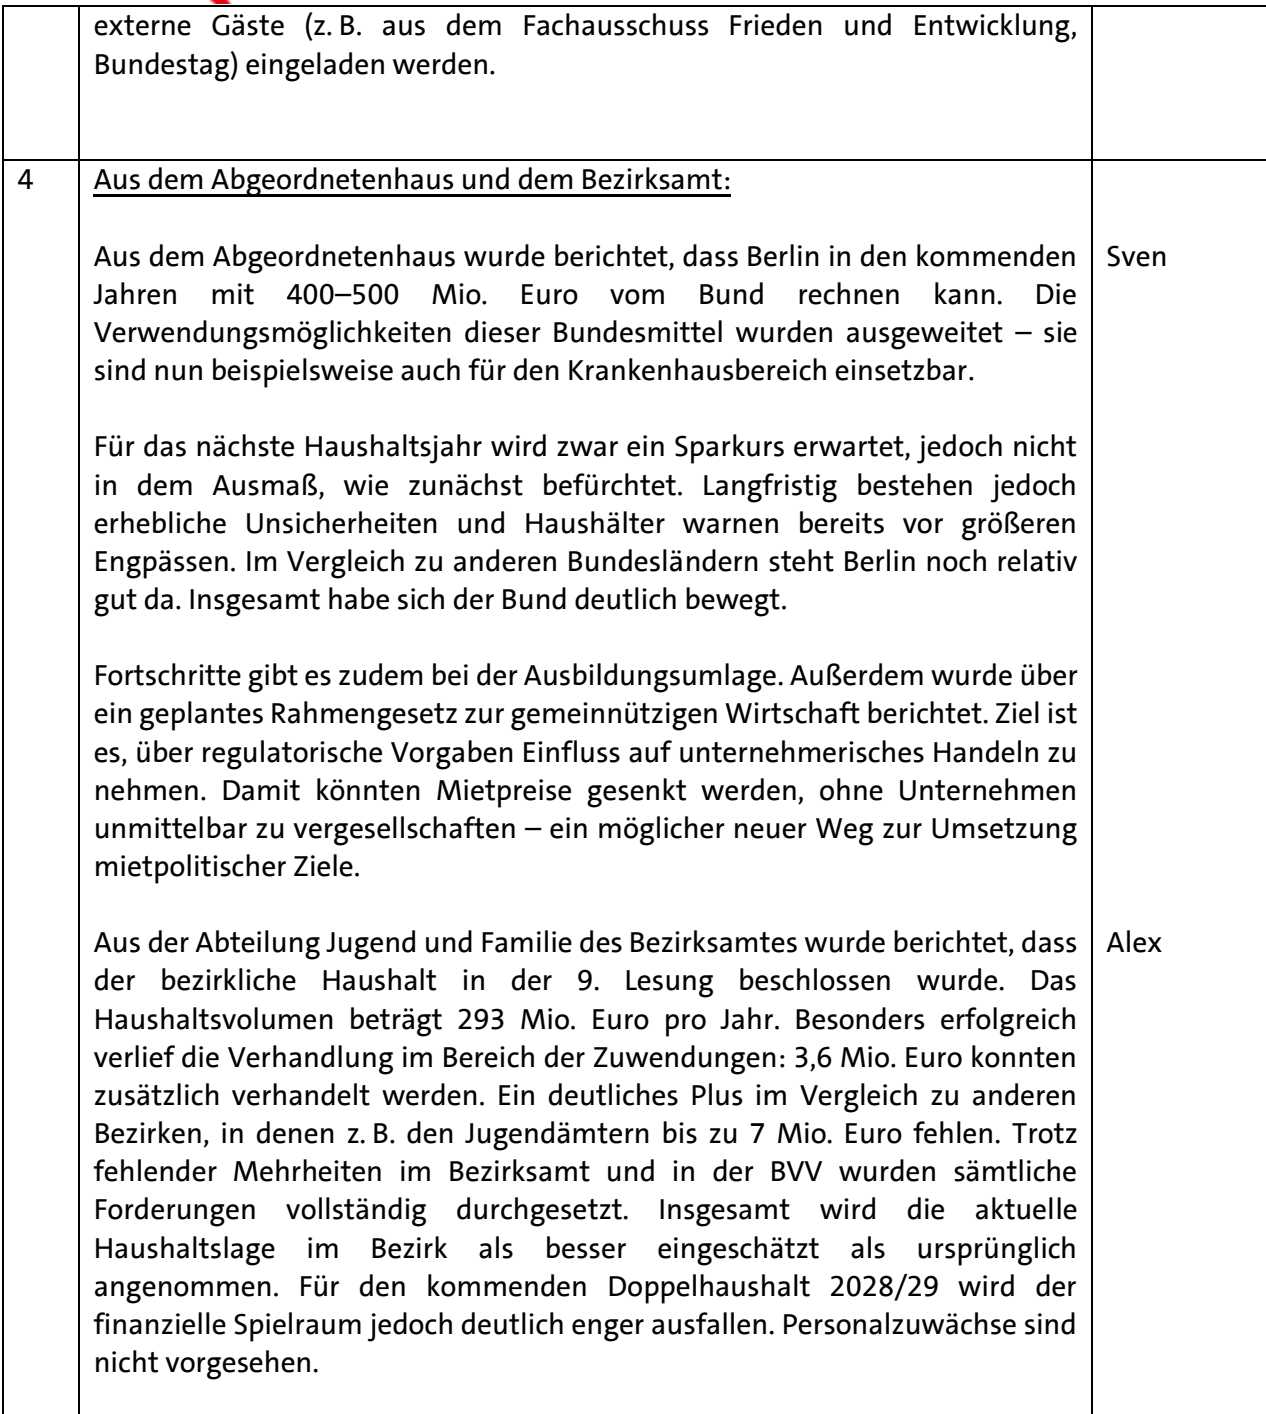 externe Gäste (z. B. aus dem Fachausschuss Frieden und Entwicklung,
Bundestag) eingeladen werden.
4
Aus dem Abgeordnetenhaus und dem Bezirksamt:
Aus dem Abgeordnetenhaus wurde berichtet, dass Berlin in den kommenden
Sven
Jahren mit 400–500 Mio. Euro vom Bund rechnen kann. Die
Verwendungsmöglichkeiten dieser Bundesmittel wurden ausgeweitet – sie
sind nun beispielsweise auch für den Krankenhausbereich einsetzbar.
Für das nächste Haushaltsjahr wird zwar ein Sparkurs erwartet, jedoch nicht
in dem Ausmaß, wie zunächst befürchtet. Langfristig bestehen jedoch
erhebliche Unsicherheiten und Haushälter warnen bereits vor größeren
Engpässen. Im Vergleich zu anderen Bundesländern steht Berlin noch relativ
gut da. Insgesamt habe sich der Bund deutlich bewegt.
Fortschritte gibt es zudem bei der Ausbildungsumlage. Außerdem wurde über
ein geplantes Rahmengesetz zur gemeinnützigen Wirtschaft berichtet. Ziel ist
es, über regulatorische Vorgaben Einfluss auf unternehmerisches Handeln zu
nehmen. Damit könnten Mietpreise gesenkt werden, ohne Unternehmen
unmittelbar zu vergesellschaften – ein möglicher neuer Weg zur Umsetzung
mietpolitischer Ziele.
Aus der Abteilung Jugend und Familie des Bezirksamtes wurde berichtet, dass
Alex
der bezirkliche Haushalt in der 9. Lesung beschlossen wurde. Das
Haushaltsvolumen beträgt 293 Mio. Euro pro Jahr. Besonders erfolgreich
verlief die Verhandlung im Bereich der Zuwendungen: 3,6 Mio. Euro konnten
zusätzlich verhandelt werden. Ein deutliches Plus im Vergleich zu anderen
Bezirken, in denen z. B. den Jugendämtern bis zu 7 Mio. Euro fehlen. Trotz
fehlender Mehrheiten im Bezirksamt und in der BVV wurden sämtliche
Forderungen vollständig durchgesetzt. Insgesamt wird die aktuelle
Haushaltslage im Bezirk als besser eingeschätzt als ursprünglich
angenommen. Für den kommenden Doppelhaushalt 2028/29 wird der
finanzielle Spielraum jedoch deutlich enger ausfallen. Personalzuwächse sind
nicht vorgesehen.